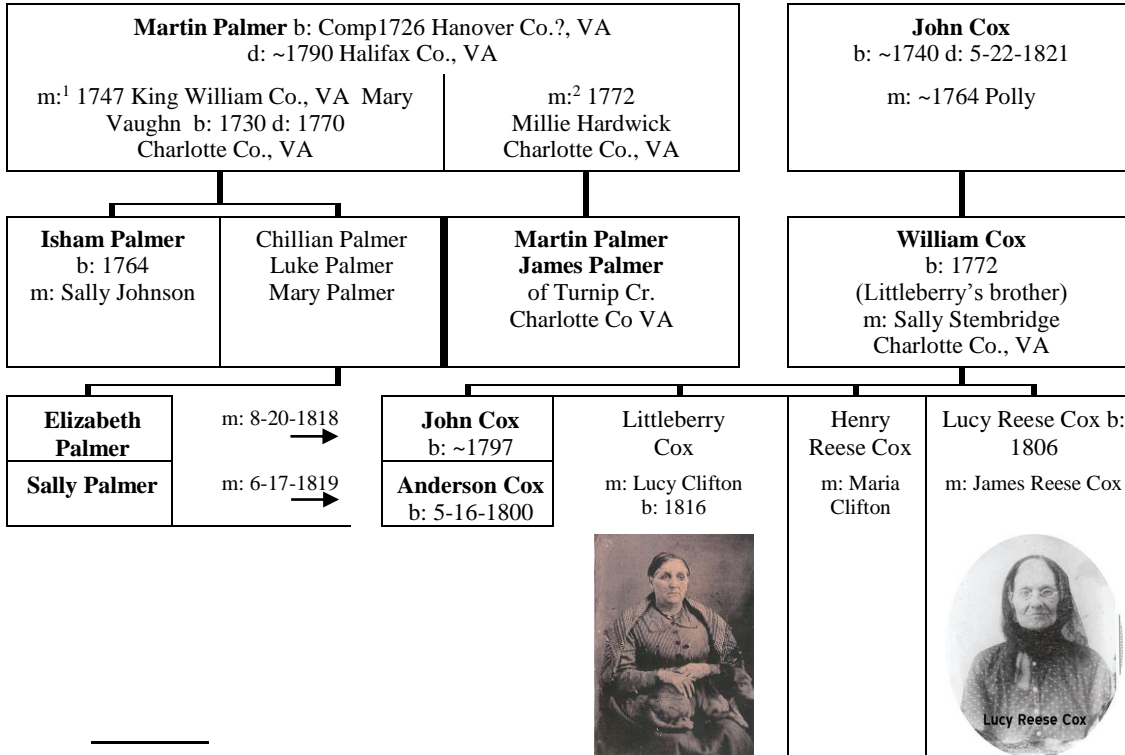 Martin Palmer b: Comp1726 Hanover Co.?, VA
d: ~1790 Halifax Co., VA
m:1 1747 King William Co., VA Mary
Vaughn b: 1730 d: 1770
Charlotte Co., VA
m:2 1772
Millie Hardwick
Charlotte Co., VA
John Cox
b: ~1740 d: 5-22-1821
m: ~1764 Polly
Isham Palmer
b: 1764
m: Sally Johnson
Chillian Palmer
Luke Palmer
Mary Palmer
Martin Palmer
James Palmer
of Turnip Cr.
Charlotte Co VA
William Cox
b: 1772
(Littleberry’s brother)
m: Sally Stembridge
Charlotte Co., VA
Elizabeth
Palmer
m: 8-20-1818
John Cox
b: ~1797
Sally Palmer
m: 6-17-1819
Anderson Cox
b: 5-16-1800
Littleberry
Cox
m: Lucy Clifton
b: 1816
Henry
Reese Cox
m: Maria
Clifton
Lucy Reese Cox b:
1806
m: James Reese Cox
Lucy Reese Cox